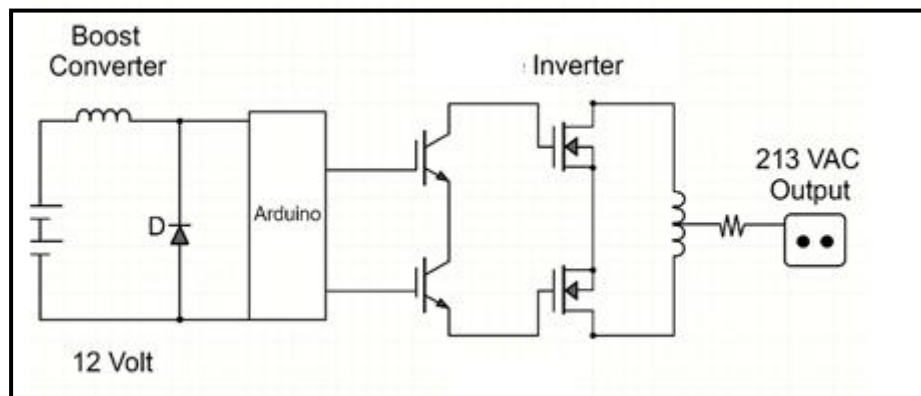 Boost
Converter
Inverter
213 VAC
Output
D
Arduino
12 Volt